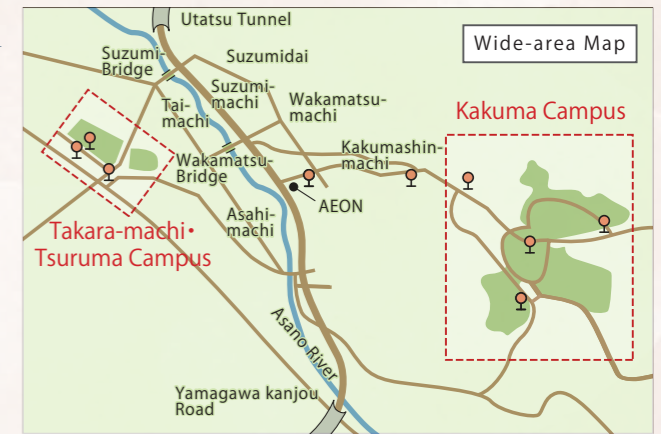 Utatsu Tunnel
Wide-area Map
Suzumi-
Bridge
Suzumidai
Suzumi-
machi
Tai-
machi
Wakamatsu-
machi
Kakuma Campus
Kakumashin-
machi
Wakamatsu-
Bridge
AEON
Asahi-
machi
Takara-machi・
Tsuruma Campus
Asano River
Yamagawa kanjou
Road